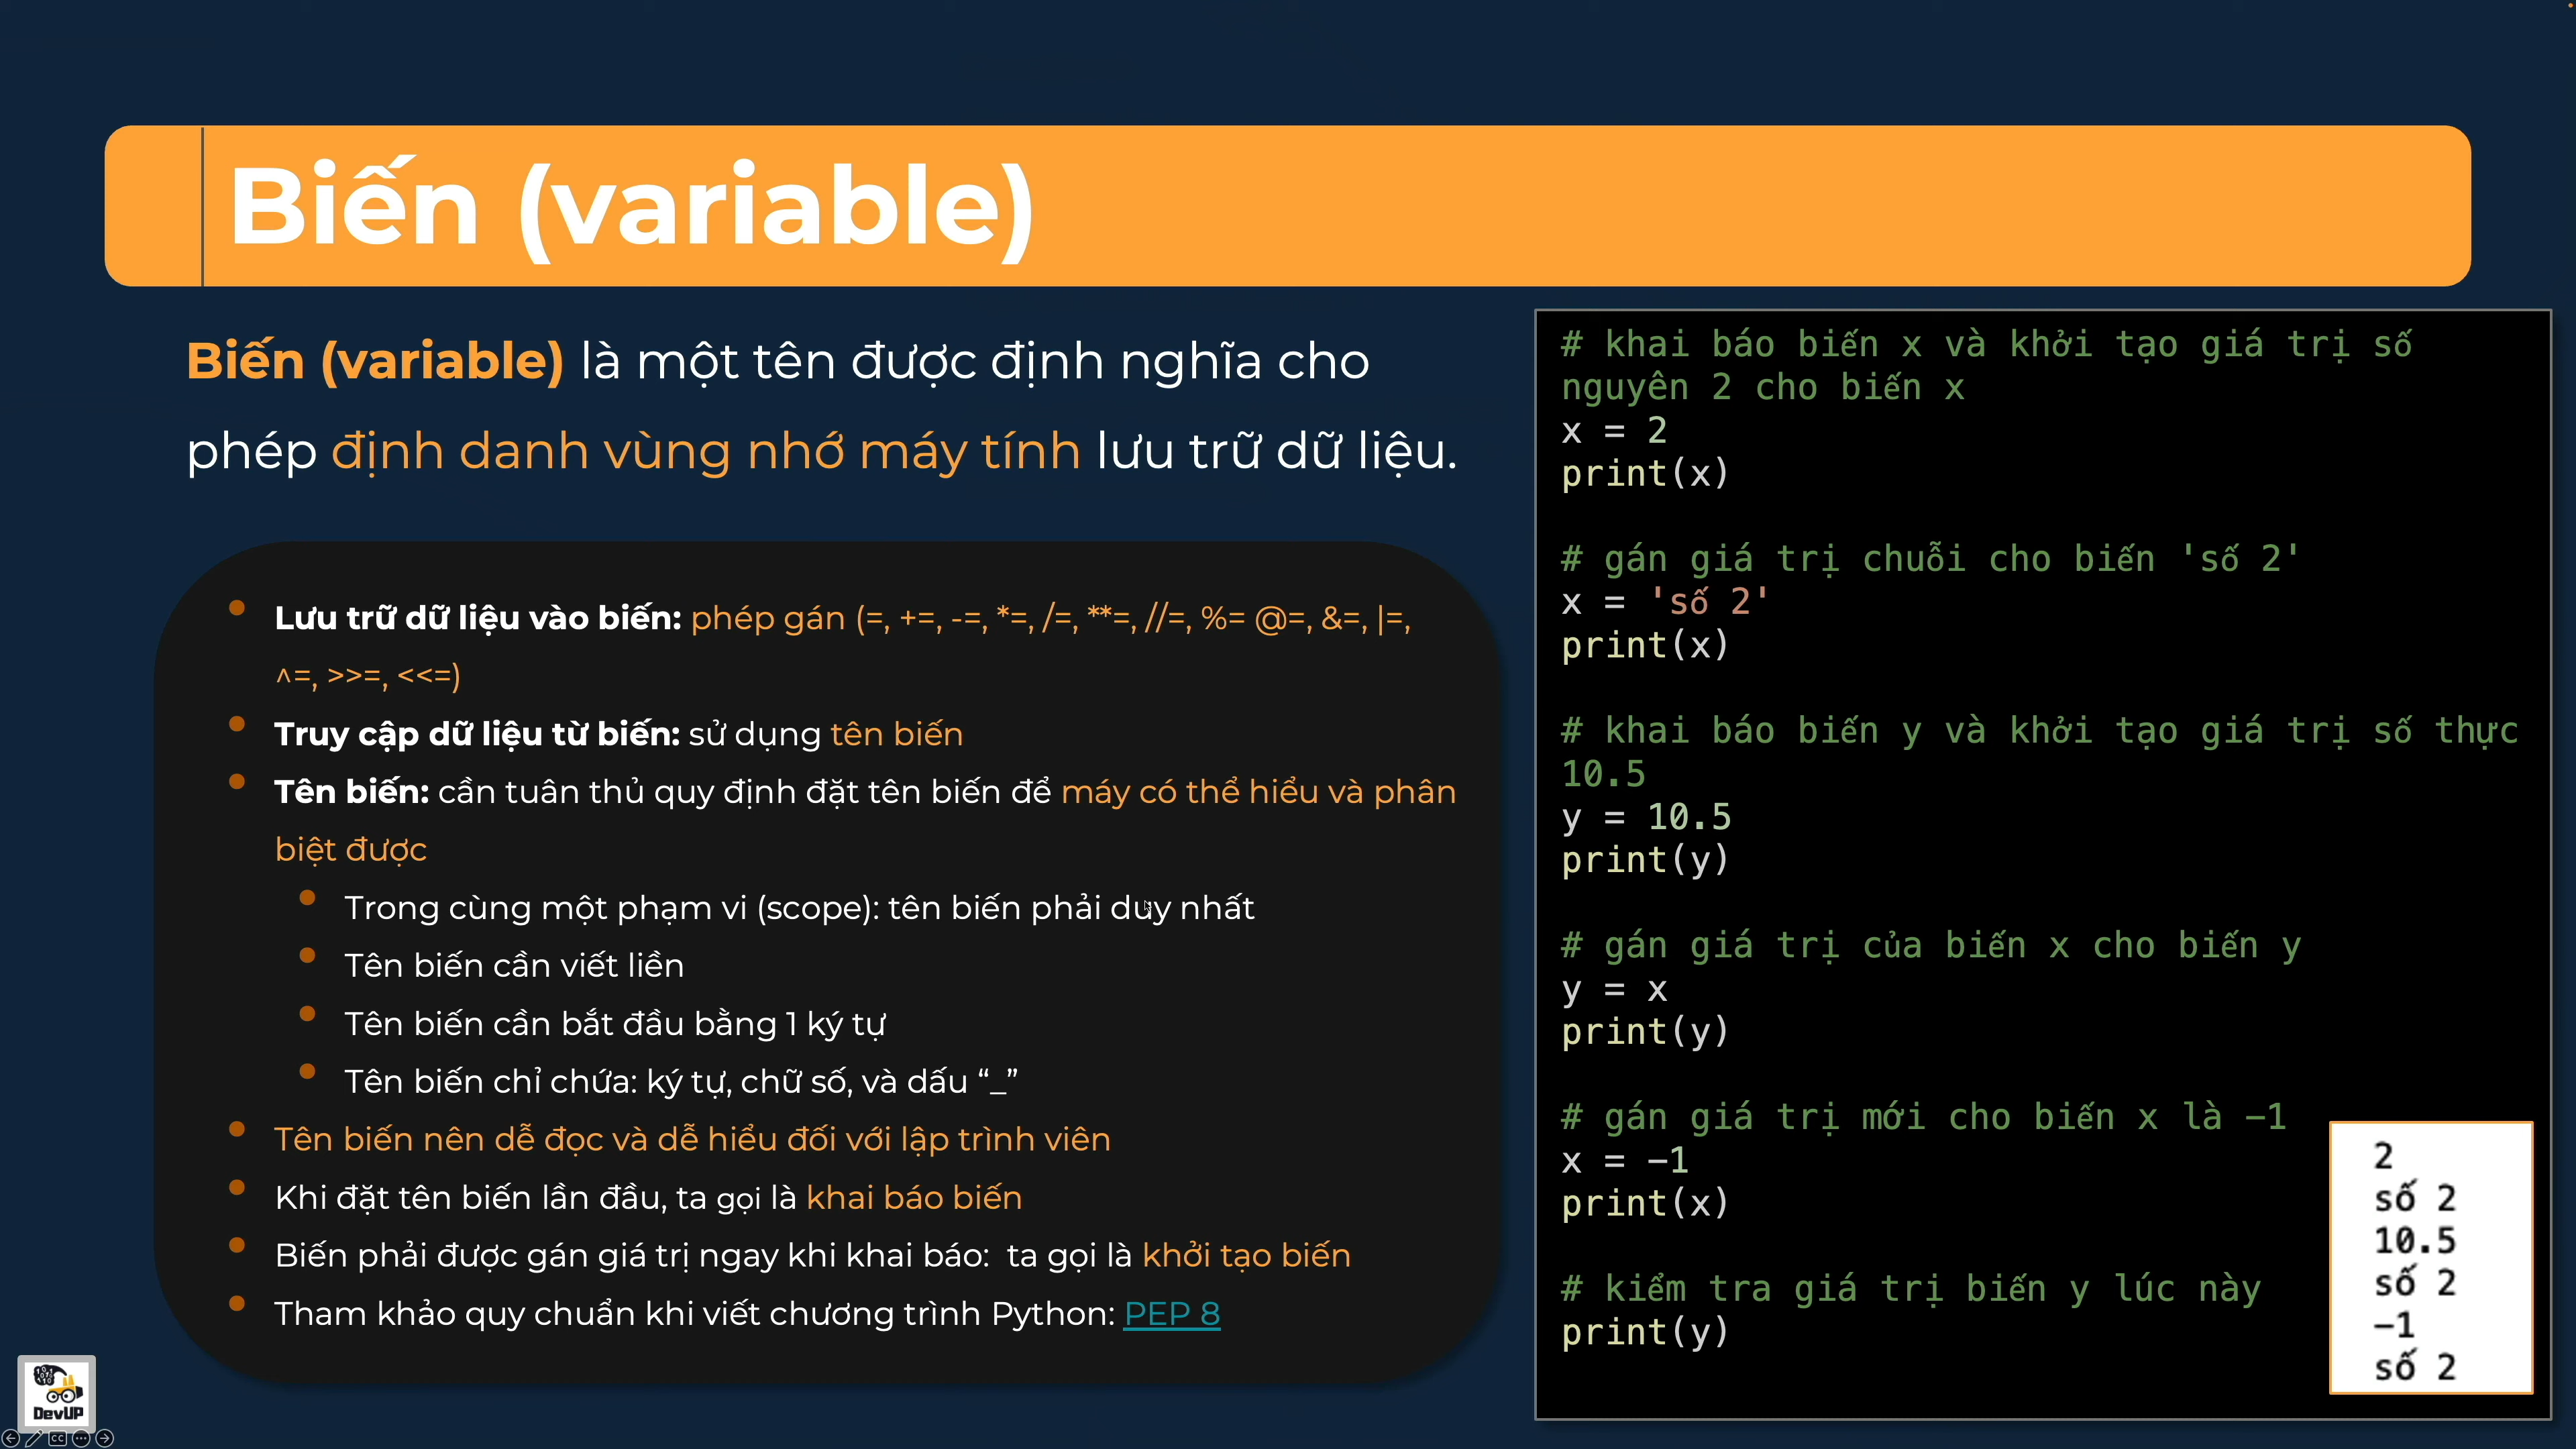 Biến (variable)
Biến (variable) là một tên được định nghĩa cho
phép định danh vùng nhớ máy tính lưu trữ dữ liệu.
Lưu trữ dữ liệu vào biến: phép gán (=, +=, -=, *=, /=, **=, //=, %= @=, &=, |=,
^=, >>=, <<=)
Truy cập dữ liệu từ biến: sử dụng tên biến
Tên biến: cần tuân thủ quy định đặt tên biến để máy có thể hiểu và phân
biệt được
Trong cùng một phạm vi (scope): tên biến phải duy nhất
Tên biến cần viết liền
Tên biến cần bắt đầu bằng 1 ký tự
Tên biến chỉ chứa: ký tự, chữ số, và dấu “_”
Tên biến nên dễ đọc và dễ hiểu đối với lập trình viên
Khi đặt tên biến lần đầu, ta gọi là khai báo biến
Biến phải được gán giá trị ngay khi khai báo:  ta gọi là khởi tạo biến
Tham khảo quy chuẩn khi viết chương trình Python: PEP 8
# khai báo biến x và khởi tạo giá trị số
nguyên 2 cho biến x
x = 2
print(x)
# gán giá trị chuỗi cho biến 'số 2'
x = 'số 2'
print(x)
# khai báo biến y và khởi tạo giá trị số thực
10.5
y = 10.5
print(y)
# gán giá trị của biến x cho biến y
y = x
print(y)
# gán giá trị mới cho biến x là -1
x = -1
print(x)
# kiểm tra giá trị biến y lúc này
print(y)
2
số 2
10.5
số 2
-1
số 2
DevUP
CC